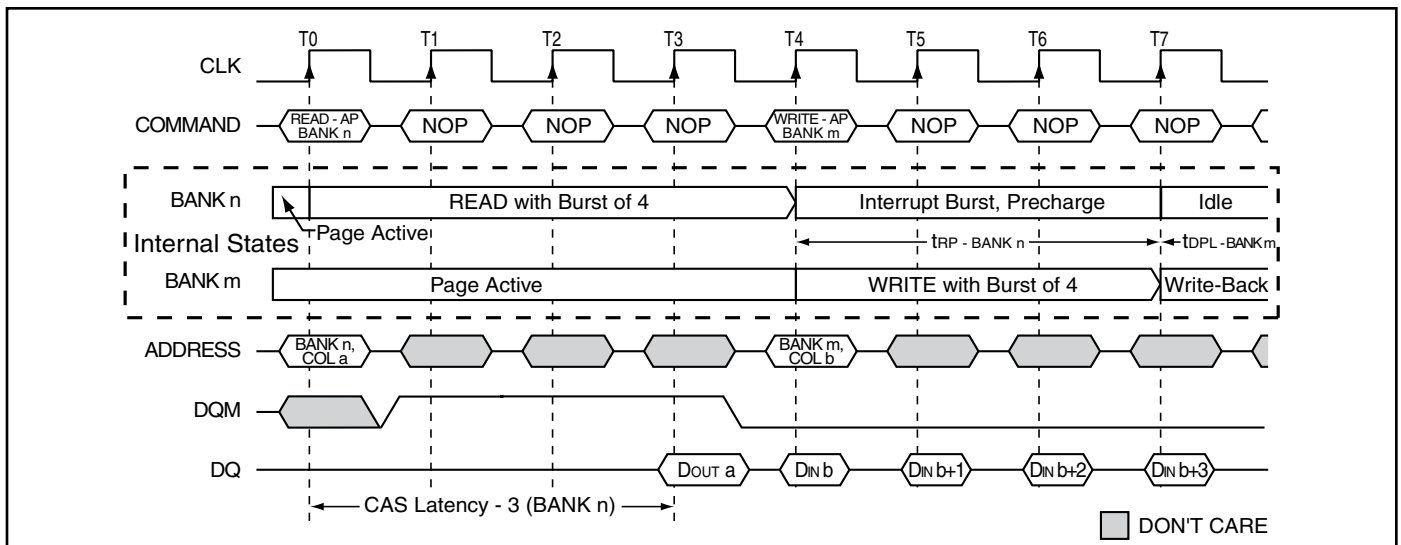 T0 T1 T2 T3 T4 T5 T6 T7
CLK
COMMAND READ - AP BANK n NOP NOP NOP WRITE - AP BANK m NOP NOP NOP
BANK n READ with Burst of 4 Interrupt Burst, Precharge Idle
Internal States Page Active tRP - BANK n tDPL - BANK m
BANK m Page Active WRITE with Burst of 4 Write-Back
ADDRESS BANK n, COL a BANK m, COL b
DQM
DQ DOUT a DIN b DIN b+1 DIN b+2 DIN b+3
CAS Latency - 3 (BANK n)
DON'T CARE